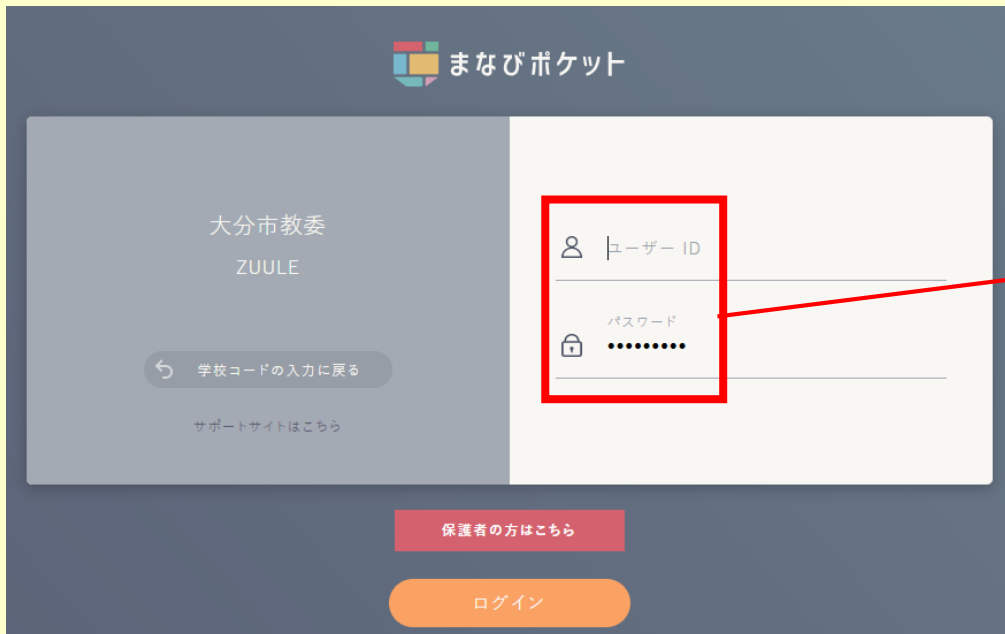 まなびポケット
大分市教委
ZUULE
学校コードの入力に戻る
サポートサイトはこちら
ユーザー ID
パスワード
•••••••••
保護者の方はこちら
ログイン